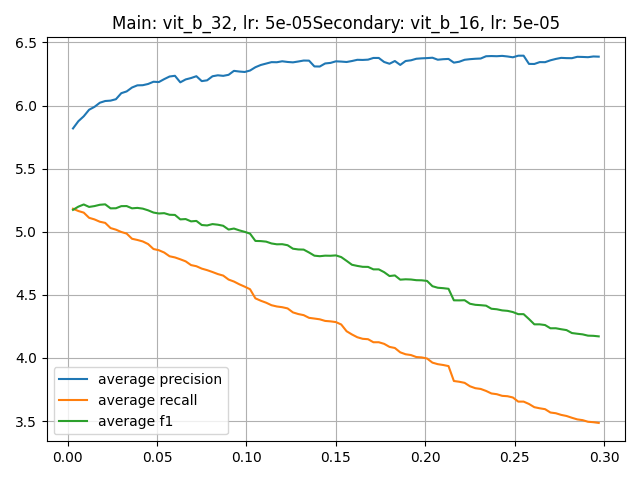 Main: vit_b_32, lr: 5e-05Secondary: vit_b_16, lr: 5e-05
6.5
6.0
5.5
5.0
4.5
4.0
3.5
average precision
average recall
average f1
0.00 0.05 0.10 0.15 0.20 0.25 0.30